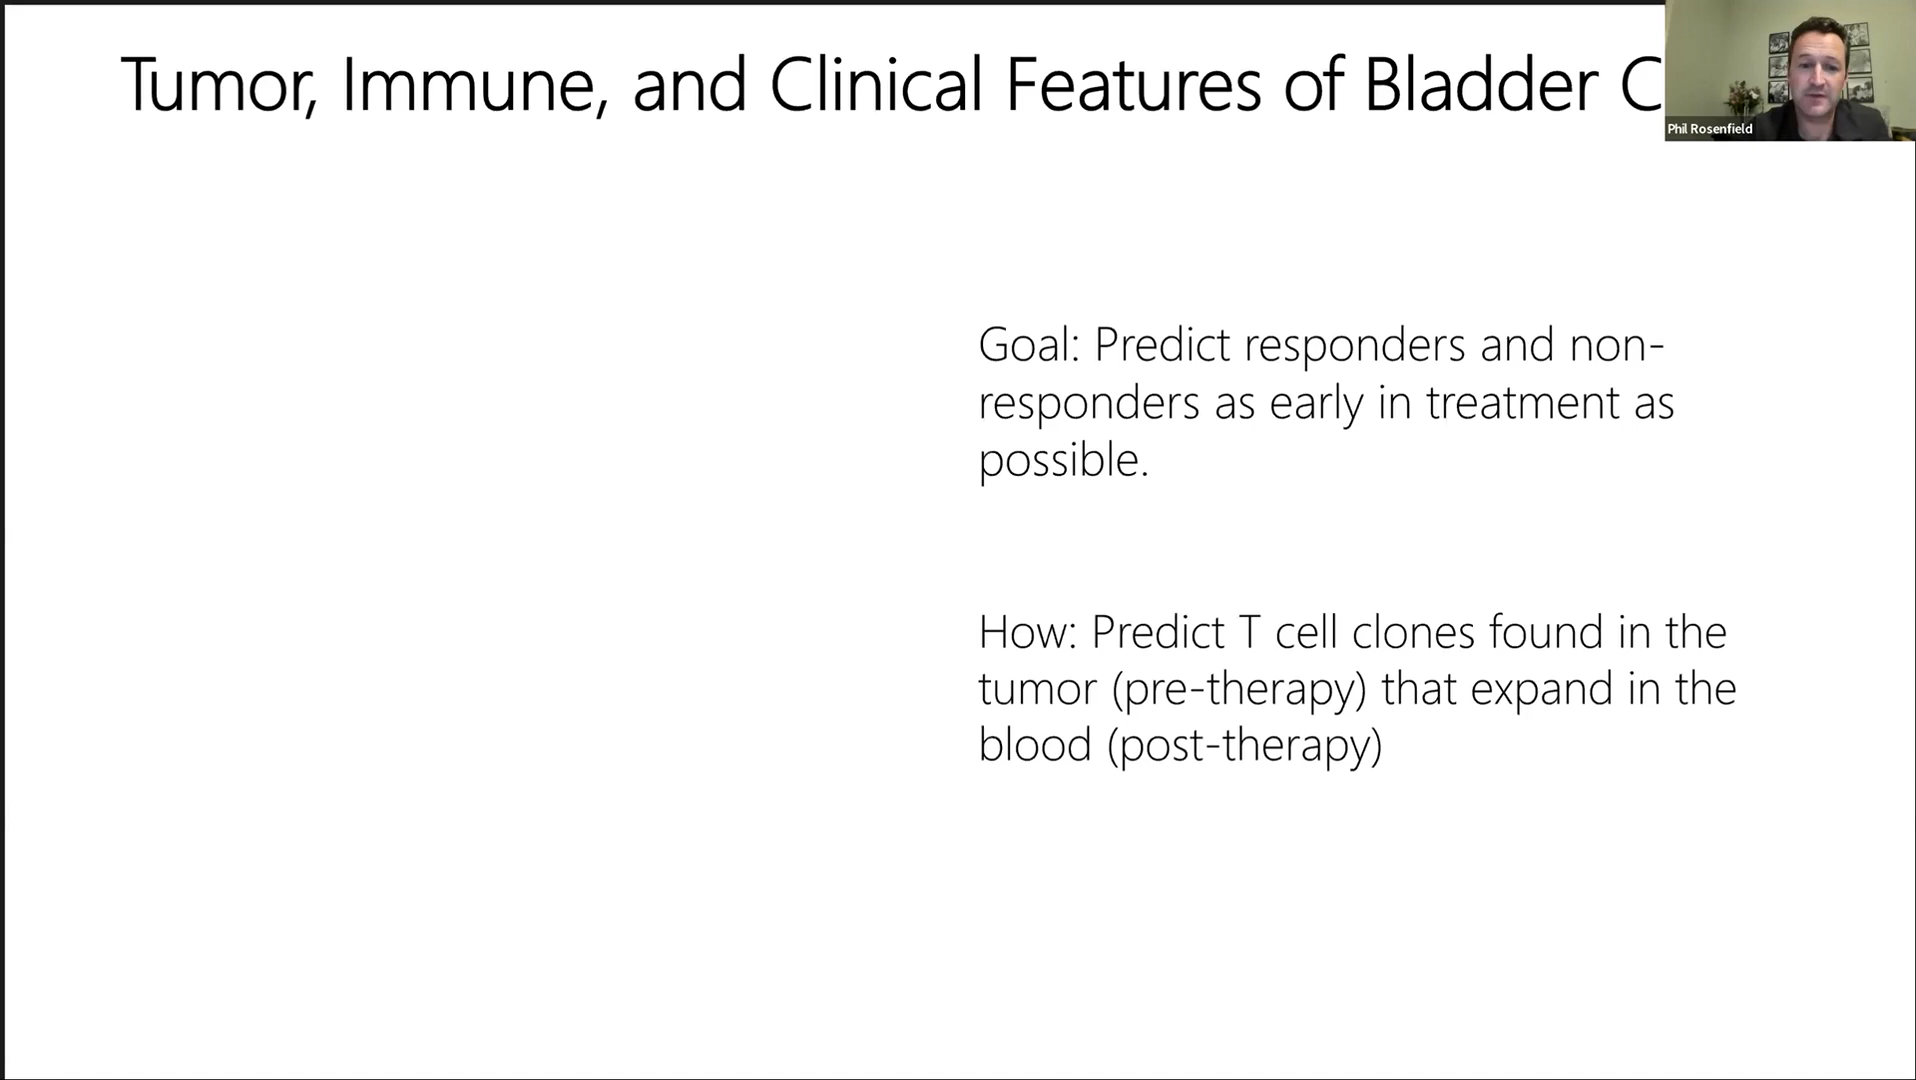 Tumor, Immune, and Clinical Features of Bladder C
Phil Rosenfield
Goal: Predict responders and non-
responders as early in treatment as
possible.
How: Predict T cell clones found in the
tumor (pre-therapy) that expand in the
blood (post-therapy)